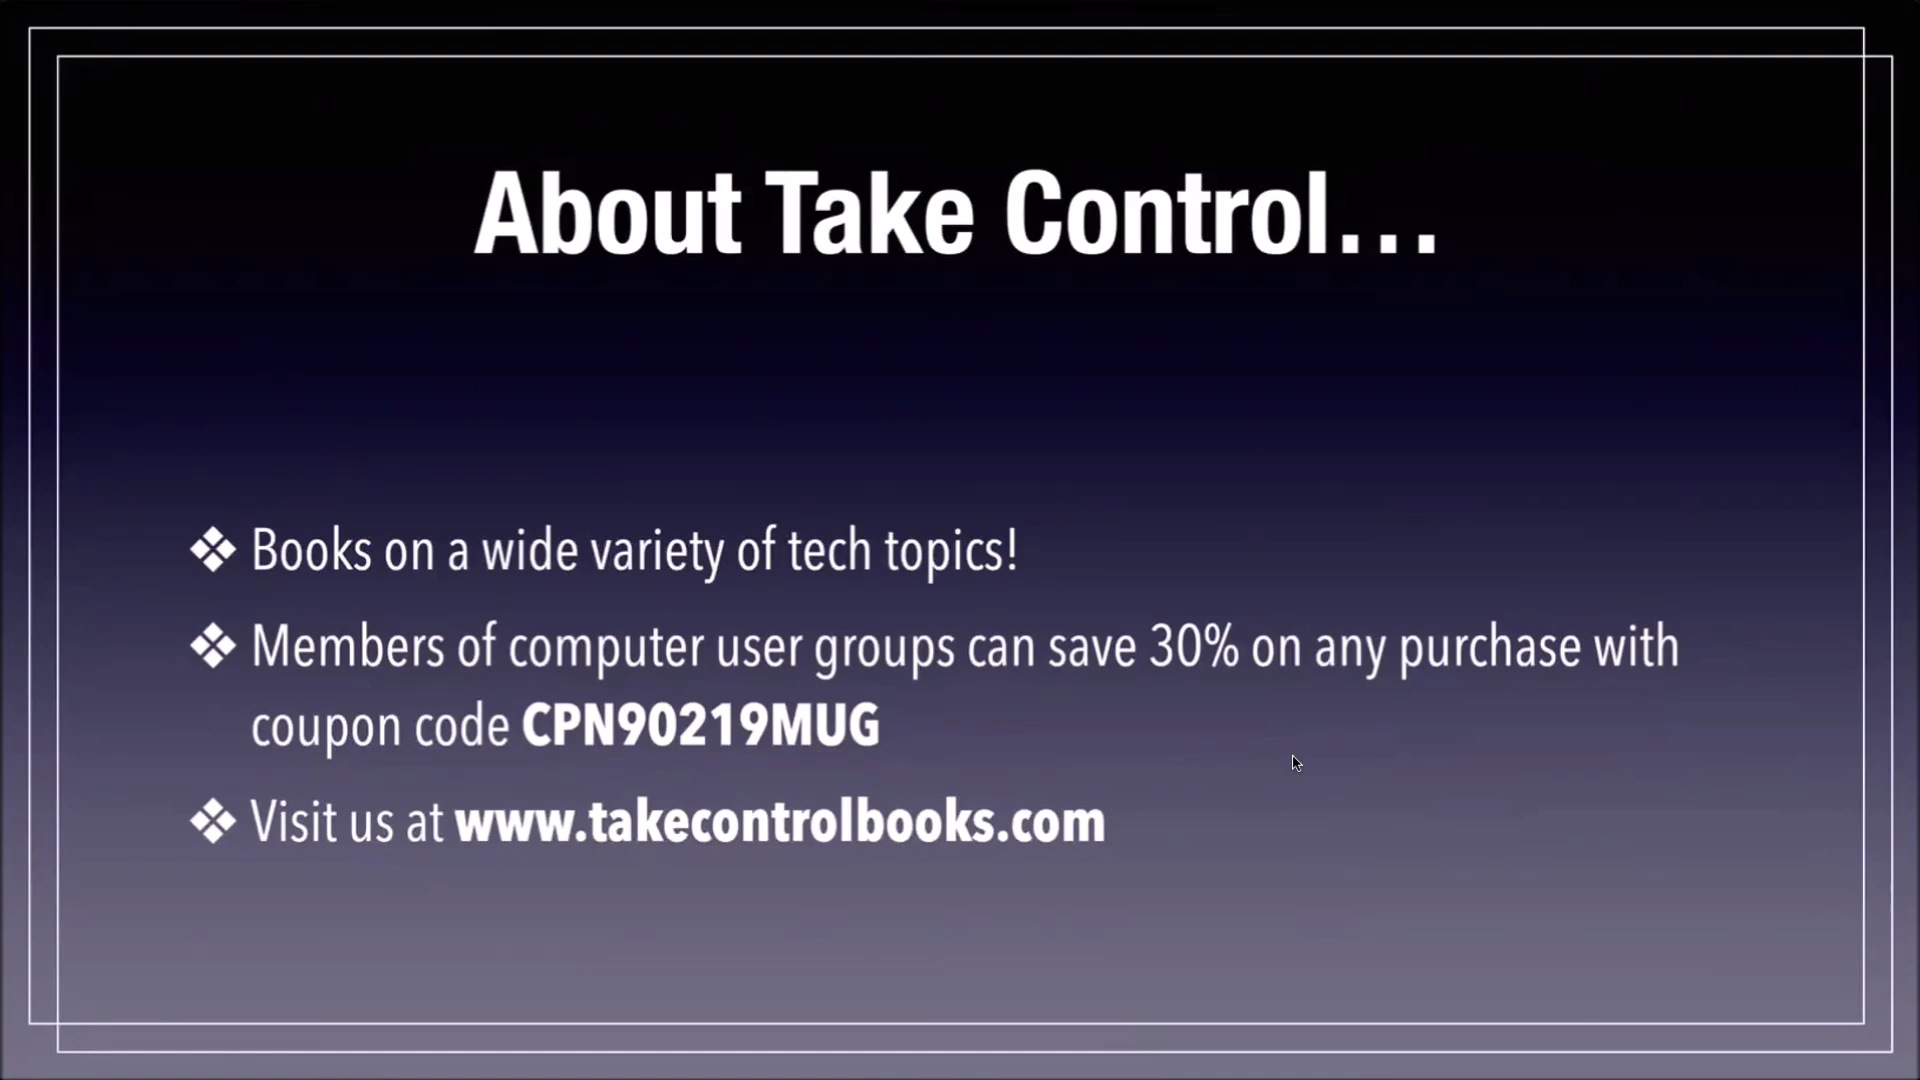 About Take Control…
❖ Books on a wide variety of tech topics!
❖ Members of computer user groups can save 30% on any purchase with
coupon code CPN90219MUG
❖ Visit us at www.takecontrolbooks.com